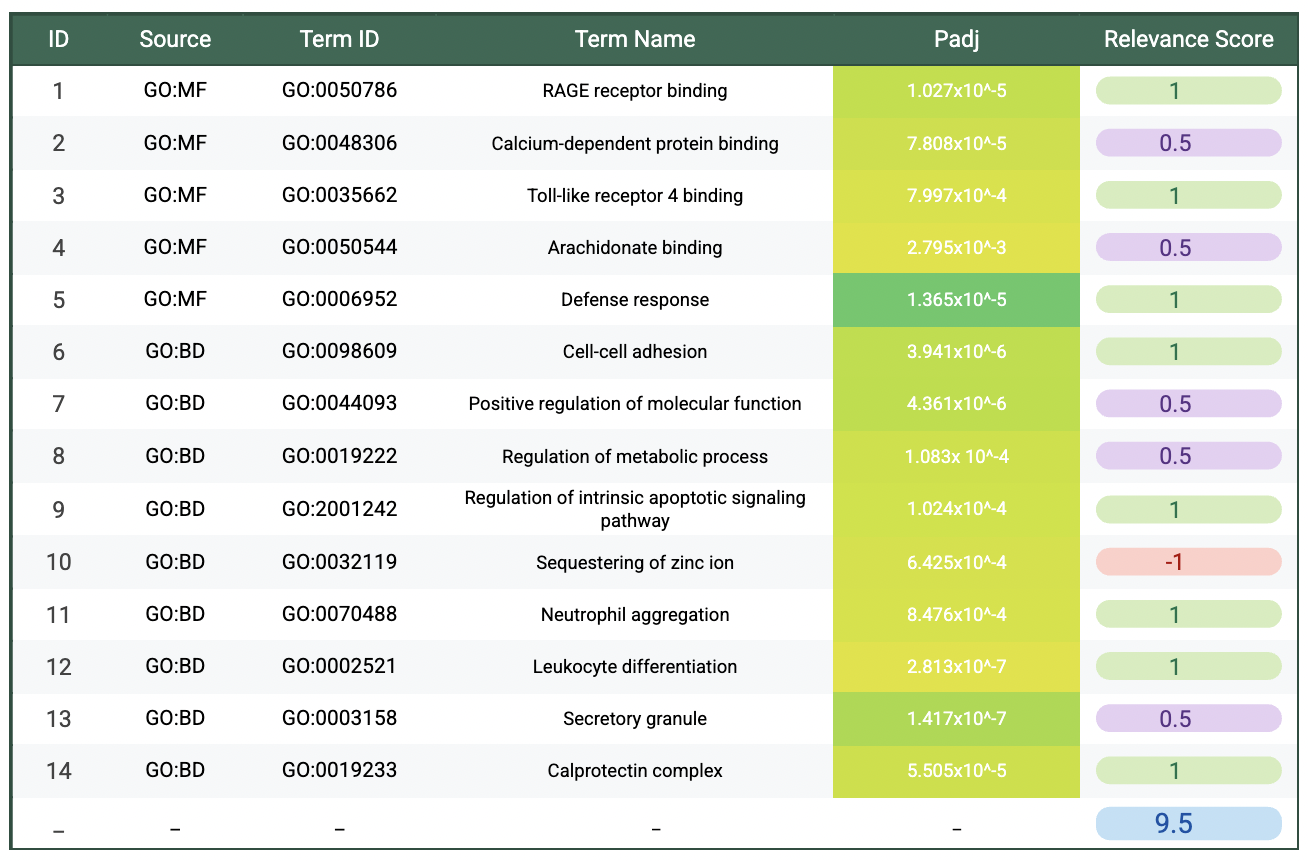 ID Source Term ID Term Name Padj Relevance Score
1 GO:MF GO:0050786 RAGE receptor binding 1.027x10^-5 1
2 GO:MF GO:0048306 Calcium-dependent protein binding 7.808x10^-5 0.5
3 GO:MF GO:0035662 Toll-like receptor 4 binding 7.997x10^-4 1
4 GO:MF GO:0050544 Arachidonate binding 2.795x10^-3 0.5
5 GO:MF GO:0006952 Defense response 1.365x10^-5 1
6 GO:BD GO:0098609 Cell-cell adhesion 3.941x10^-6 1
7 GO:BD GO:0044093 Positive regulation of molecular function 4.361x10^-6 0.5
8 GO:BD GO:0019222 Regulation of metabolic process 1.083x 10^-4 0.5
9 GO:BD GO:2001242 Regulation of intrinsic apoptotic signaling
pathway 1.024x10^-4 1
10 GO:BD GO:0032119 Sequestering of zinc ion 6.425x10^-4 -1
11 GO:BD GO:0070488 Neutrophil aggregation 8.476x10^-4 1
12 GO:BD GO:0002521 Leukocyte differentiation 2.813x10^-7 1
13 GO:BD GO:0003158 Secretory granule 1.417x10^-7 0.5
14 GO:BD GO:0019233 Calprotectin complex 5.505x10^-5 1
– – – – – 9.5